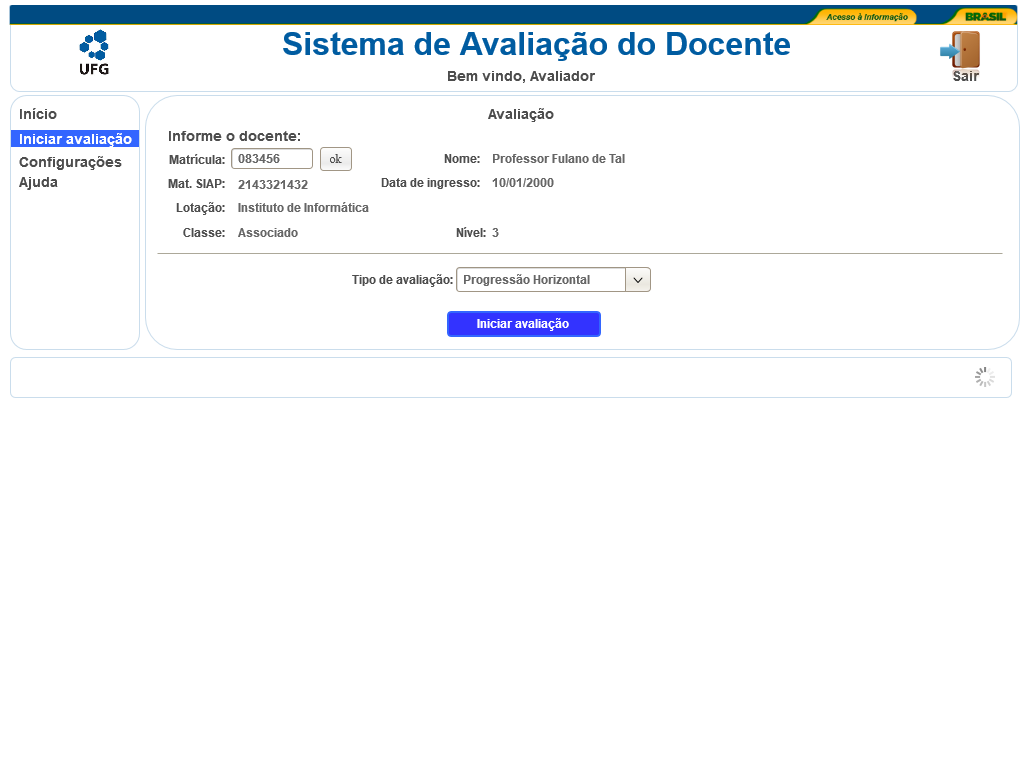 Acesso à Informação BRASIL
UFG
Sistema de Avaliação do Docente
Bem vindo, Avaliador
Sair
Início
Iniciar avaliação
Configurações
Ajuda
Avaliação
Informe o docente:
Matrícula: 083456 ok Nome: Professor Fulano de Tal
Mat. SIAP: 2143321432 Data de ingresso: 10/01/2000
Lotação: Instituto de Informática
Classe: Associado Nível: 3
Tipo de avaliação: Progressão Horizontal
Iniciar avaliação